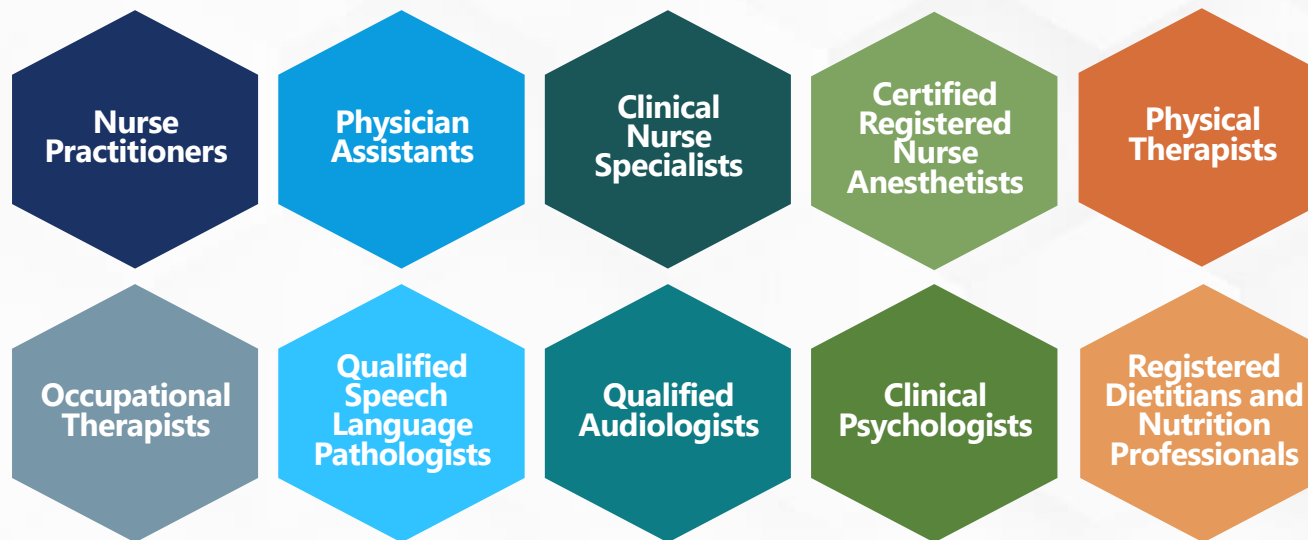 Nurse
Practitioners
Physician
Assistants
Clinical
Nurse
Specialists
Certified
Registered
Nurse
Anesthetists
Physical
Therapists
Occupational
Therapists
Qualified
Speech
Language
Pathologists
Qualified
Audiologists
Clinical
Psychologists
Registered
Dietitians and
Nutrition
Professionals